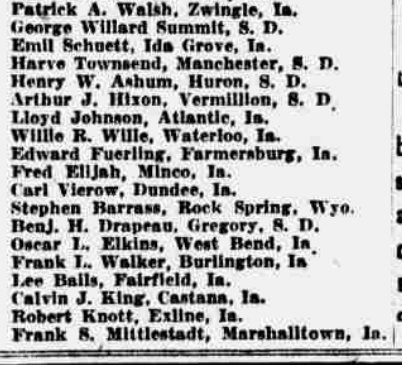 Patrick A. Walsh, Zwingle, Ia.
George Willard Summit, S. D.
Emil Schuett, Ida Grove, Ia.
Harve Townsend, Manchester, S. D.
Henry W. Ashum, Huron, S. D.
Arthur J. Hixon, Vermillion, S. D.
Lloyd Johnson, Atlantic, Ia.
Willie R. Wille, Waterloo, Ia.
Edward Fuerling, Farmersburg, Ia.
Fred Elijah, Minco, Ia.
Carl Vierow, Dundee, Ia.
Stephen Barrass, Rock Spring, Wyo.
Benj. H. Drapeau, Gregory, S. D.
Oscar L. Elkins, West Bend, Ia
Frank L. Walker, Burlington, Ia
Lee Bails, Fairfield, Ia.
Calvin J. King, Castana, Ia.
Robert Knott, Exline, Ia.
Frank S. Mittlestadt, Marshalltown, Ia.